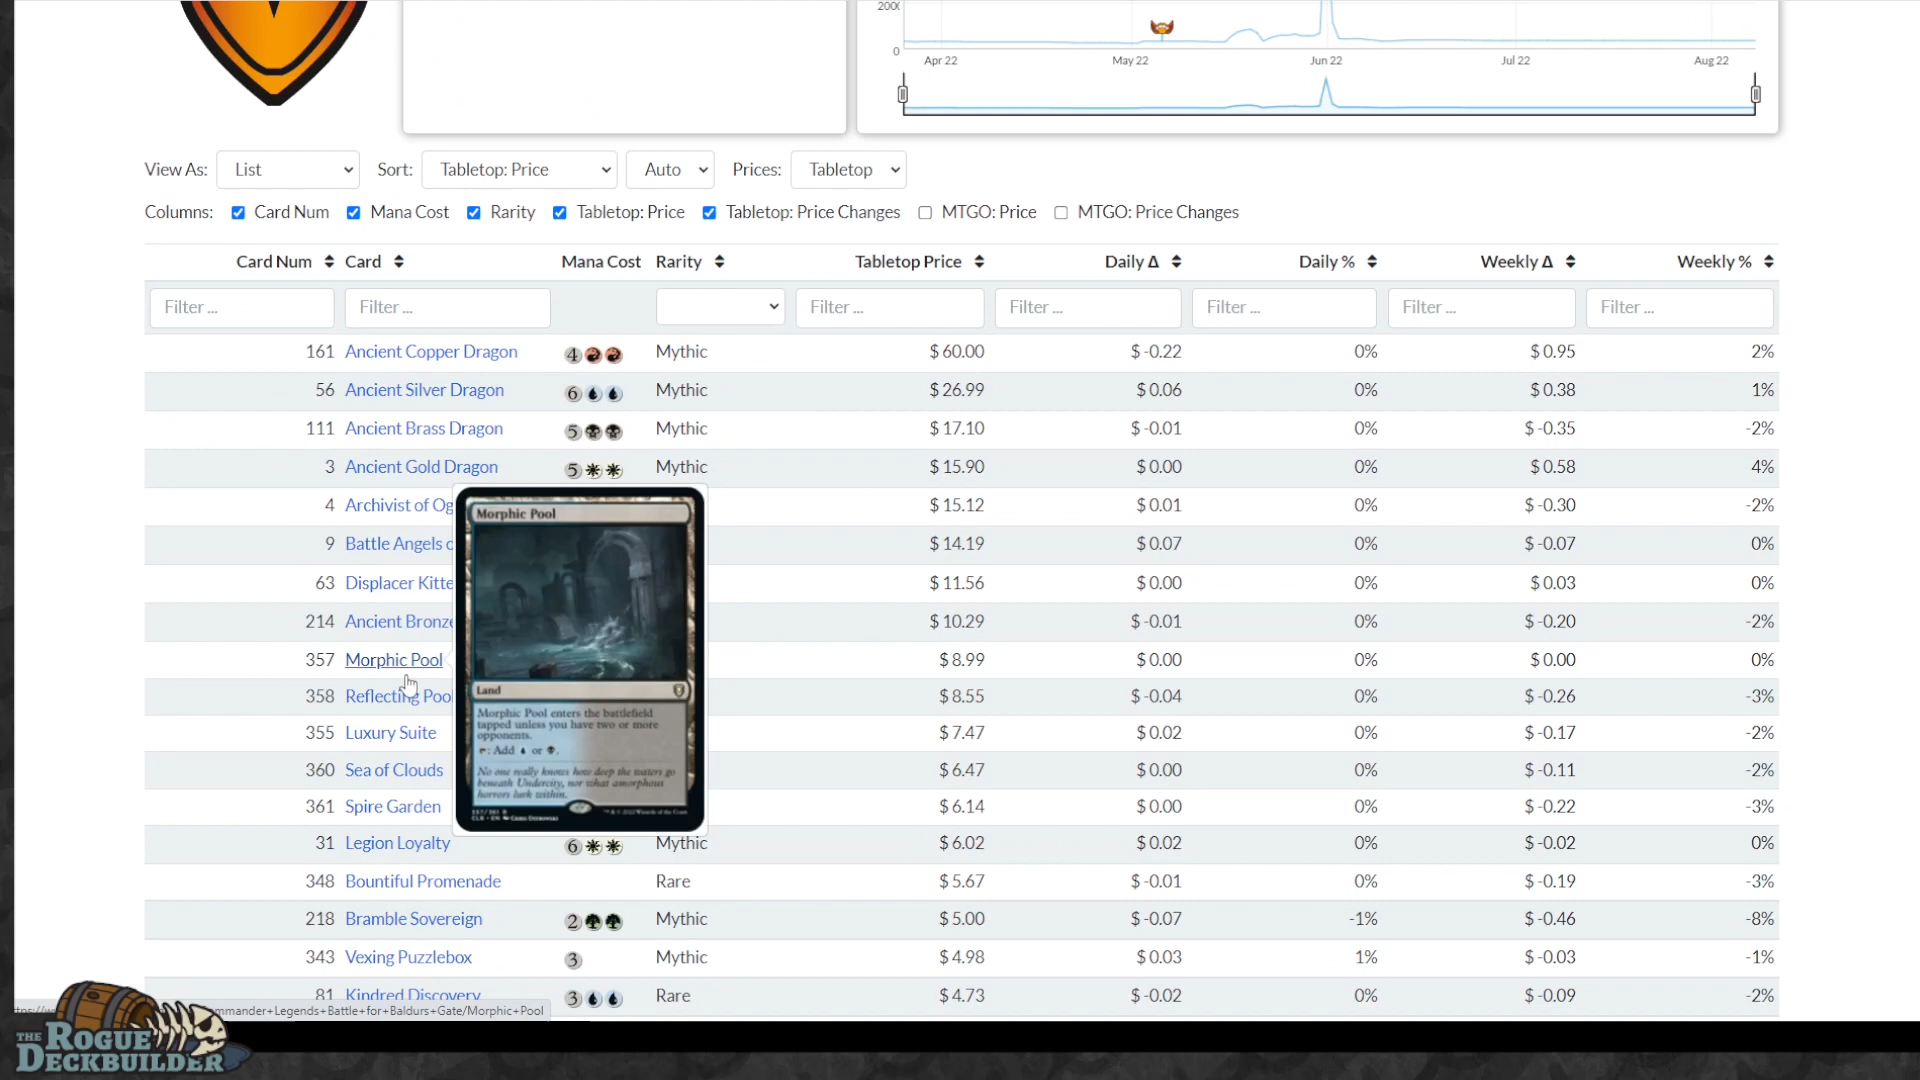 2000
0
Apr 22 May 22 Jun 22 Jul 22 Aug 22
View As: List Sort: Tabletop: Price Auto Prices: Tabletop
Columns: Card Num Mana Cost Rarity Tabletop: Price Tabletop: Price Changes MTGO: Price MTGO: Price Changes
Card Num Card Mana Cost Rarity Tabletop Price Daily Δ Daily % Weekly Δ Weekly %
Filter ... Filter ... Filter ... Filter ... Filter ... Filter ... Filter ...
161 Ancient Copper Dragon 4 Mythic $ 60.00 $ -0.22 0% $ 0.95 2%
56 Ancient Silver Dragon 6 Mythic $ 26.99 $ 0.06 0% $ 0.38 1%
111 Ancient Brass Dragon 5 Mythic $ 17.10 $ -0.01 0% $ -0.35 -2%
3 Ancient Gold Dragon 5 Mythic $ 15.90 $ 0.00 0% $ 0.58 4%
4 Archivist of Og $ 15.12 $ 0.01 0% $ -0.30 -2%
9 Battle Angels $ 14.19 $ 0.07 0% $ -0.07 0%
63 Displacer Kitte $ 11.56 $ 0.00 0% $ 0.03 0%
214 Ancient Bronze $ 10.29 $ -0.01 0% $ -0.20 -2%
357 Morphic Pool $ 8.99 $ 0.00 0% $ 0.00 0%
358 Reflecting Pool $ 8.55 $ -0.04 0% $ -0.26 -3%
355 Luxury Suite $ 7.47 $ 0.02 0% $ -0.17 -2%
360 Sea of Clouds $ 6.47 $ 0.00 0% $ -0.11 -2%
361 Spire Garden $ 6.14 $ 0.00 0% $ -0.22 -3%
31 Legion Loyalty 6 Mythic $ 6.02 $ 0.02 0% $ -0.02 0%
348 Bountiful Promenade Rare $ 5.67 $ -0.01 0% $ -0.19 -3%
218 Bramble Sovereign 2 Mythic $ 5.00 $ -0.07 -1% $ -0.46 -8%
343 Vexing Puzzlebox 3 Mythic $ 4.98 $ 0.03 1% $ -0.03 -1%
81 Kindred Discovery 3 Rare $ 4.73 $ -0.02 0% $ -0.09 -2%
Morphic Pool
Land
Morphic Pool enters the battlefield
tapped unless you have two or more
opponents.
: Add or .
No one really knows how deep the waters go
beneath Undercity, nor what amorphous
horrors lurk within.
ommander+Legends+Battle+for+Baldurs+Gate/Morphic+Pool
THE ROGUE
DECKBUILDER